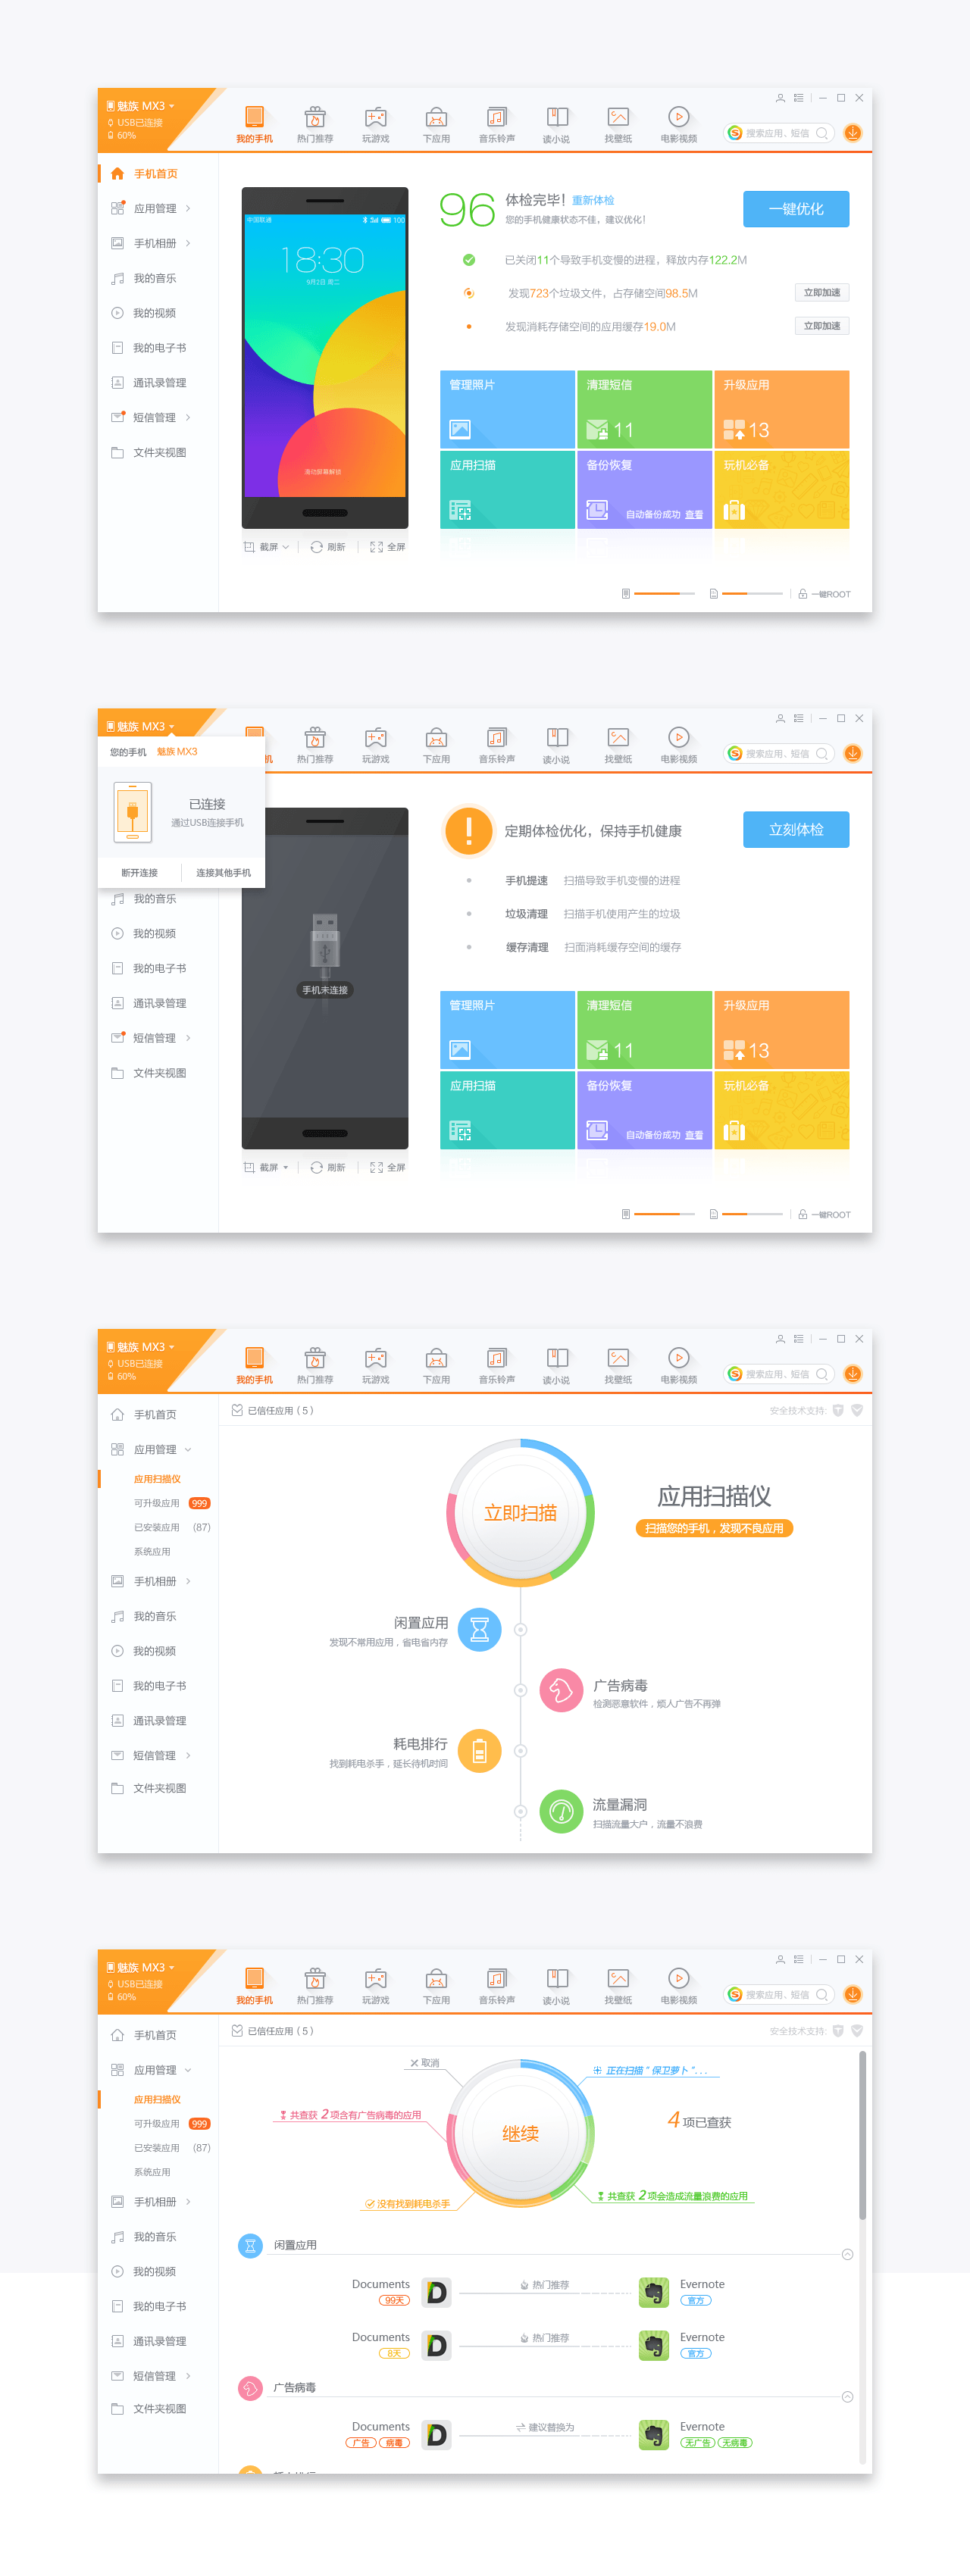 魅族 MX3
USB已连接
60%
我的手机 热门推荐 玩游戏 下应用 音乐铃声 读小说 找壁纸 电影视频
搜索应用、短信
手机首页
应用管理
手机相册
我的音乐
我的视频
我的电子书
通讯录管理
短信管理
文件夹视图
中国联通 100
18:30
9月2日 周二
滑动屏幕解锁
截屏 刷新 全屏
96 体检完毕！重新体检
您的手机健康状态不佳，建议优化！
一键优化
已关闭11个导致手机变慢的进程，释放内存122.2M
发现723个垃圾文件，占存储空间98.5M 立即加速
发现消耗存储空间的应用缓存19.0M 立即加速
管理照片 清理短信 升级应用
11 13
应用扫描 备份恢复 玩机必备
自动备份成功 查看
一键ROOT
魅族 MX3
我的手机 热门推荐 玩游戏 下应用 音乐铃声 读小说 找壁纸 电影视频
搜索应用、短信
您的手机 魅族MX3
已连接
通过USB连接手机
断开连接 连接其他手机
我的音乐
我的视频
我的电子书
通讯录管理
短信管理
文件夹视图
手机未连接
截屏 刷新 全屏
定期体检优化，保持手机健康
立刻体检
手机提速 扫描导致手机变慢的进程
垃圾清理 扫描手机使用产生的垃圾
缓存清理 扫面消耗缓存空间的缓存
管理照片 清理短信 升级应用
11 13
应用扫描 备份恢复 玩机必备
自动备份成功 查看
一键ROOT
魅族 MX3
USB已连接
60%
我的手机 热门推荐 玩游戏 下应用 音乐铃声 读小说 找壁纸 电影视频
搜索应用、短信
手机首页
应用管理
应用扫描仪
可升级应用 999
已安装应用 (87)
系统应用
手机相册
我的音乐
我的视频
我的电子书
通讯录管理
短信管理
文件夹视图
已信任应用（5）
安全技术支持:
立即扫描
应用扫描仪
扫描您的手机，发现不良应用
闲置应用
发现不常用应用，省电省内存
广告病毒
检测恶意软件，烦人广告不再弹
耗电排行
找到耗电杀手，延长待机时间
流量漏洞
扫描流量大户，流量不浪费
魅族 MX3
USB已连接
60%
我的手机 热门推荐 玩游戏 下应用 音乐铃声 读小说 找壁纸 电影视频
搜索应用、短信
手机首页
应用管理
应用扫描仪
可升级应用 999
已安装应用 (87)
系统应用
手机相册
我的音乐
我的视频
我的电子书
通讯录管理
短信管理
文件夹视图
已信任应用（5）
安全技术支持:
取消
正在扫描“保卫萝卜”...
共查获 2 项含有广告病毒的应用
继续
4 项已查获
没有找到耗电杀手
共查获 2 项会造成流量浪费的应用
闲置应用
Documents 热门推荐 Evernote
99天 官方
Documents 热门推荐 Evernote
8天 官方
广告病毒
Documents 建议替换为 Evernote
广告 病毒 无广告 无病毒